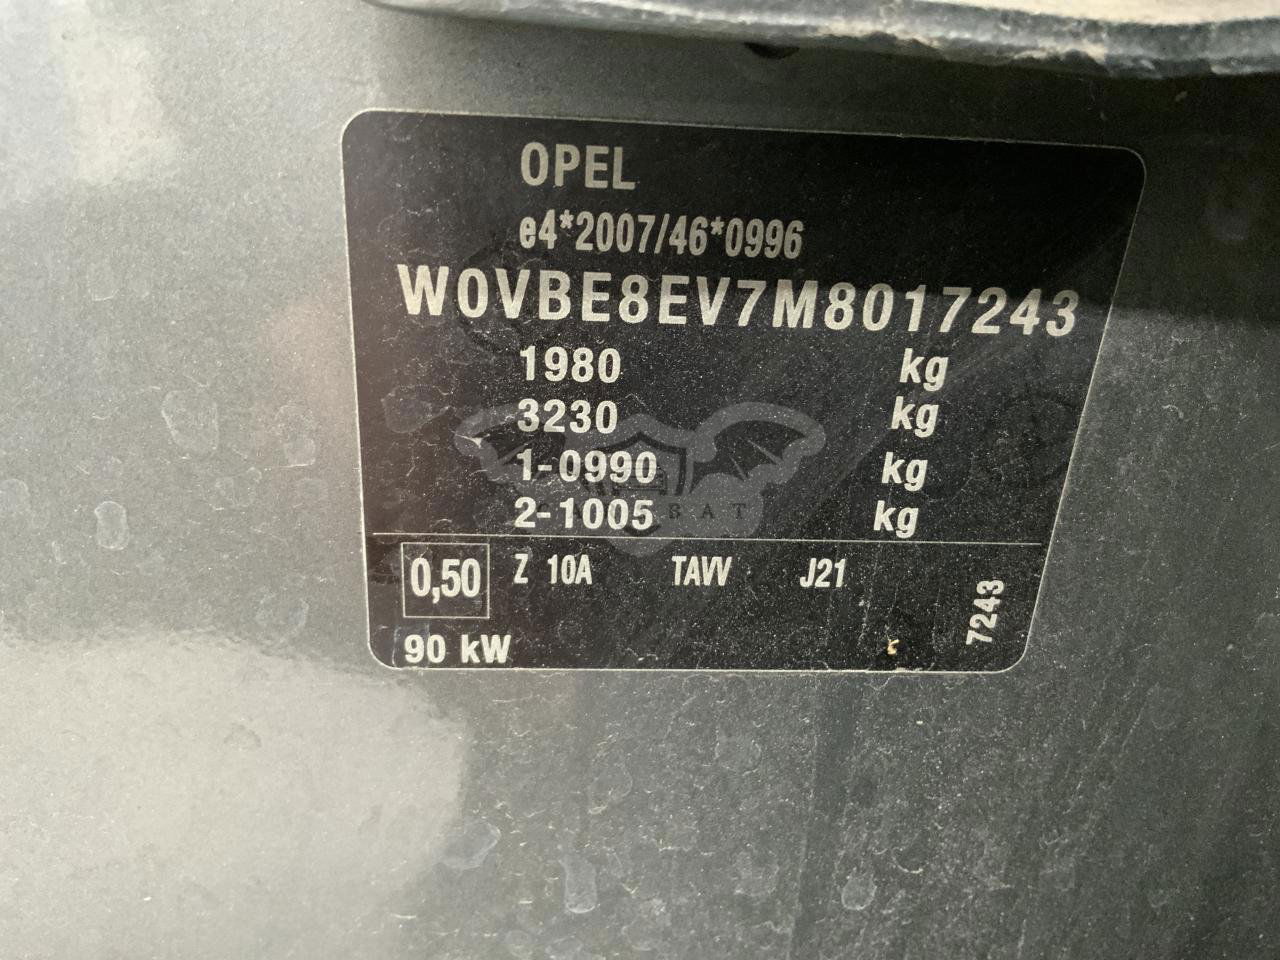 OPEL
e4*2007/46*0996
W0VBE8EV7M8017243
1980 kg
3230 kg
1-0990 kg
2-1005 kg
0,50 Z 10A TAVV J21
90 kW
7243